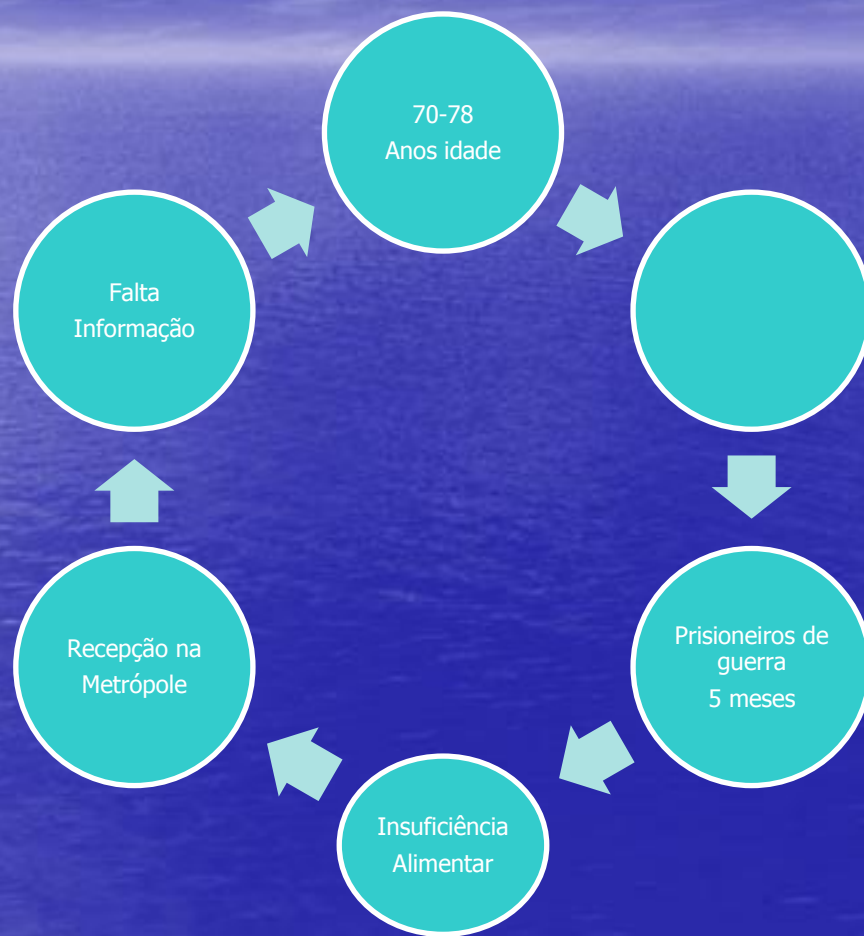 70-78
Anos idade
Falta
Informação
Prisioneiros de
guerra
5 meses
Recepção na
Metrópole
Insuficiência
Alimentar